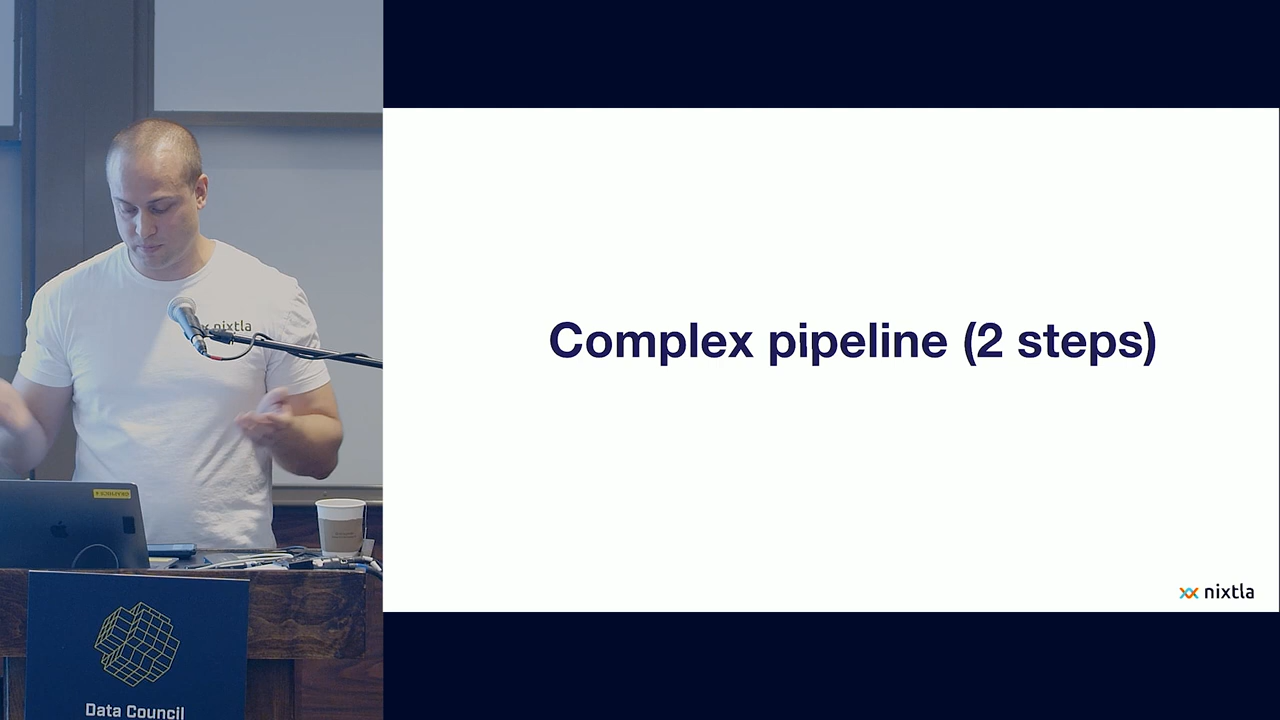 Complex pipeline (2 steps)
nixtla
nixtla
Data Council